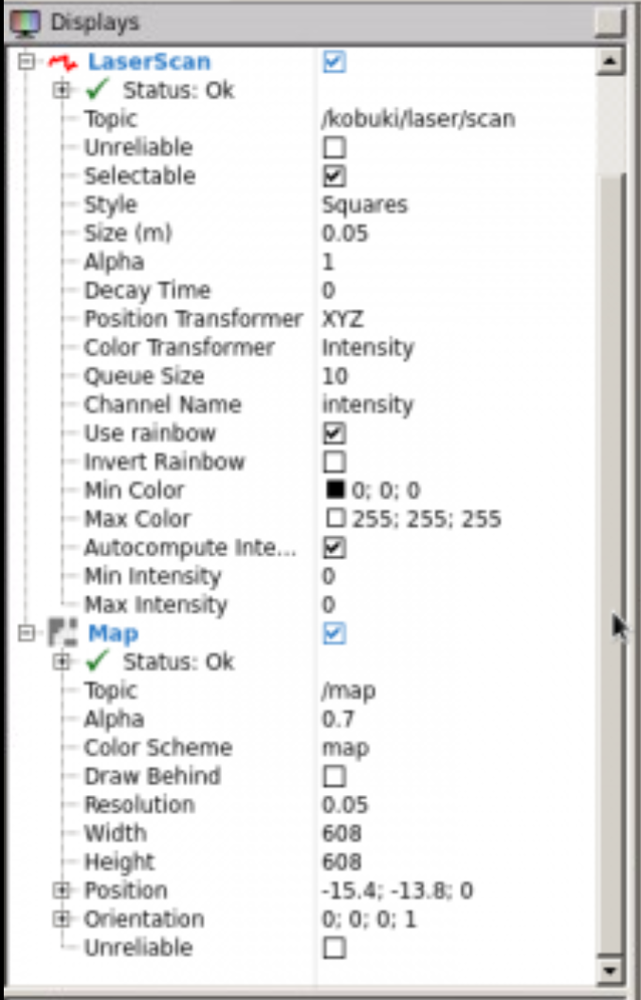 Displays
LaserScan
Status: Ok
Topic /kobuki/laser/scan
Unreliable
Selectable
Style Squares
Size (m) 0.05
Alpha 1
Decay Time 0
Position Transformer XYZ
Color Transformer Intensity
Queue Size 10
Channel Name intensity
Use rainbow
Invert Rainbow
Min Color 0; 0; 0
Max Color 255; 255; 255
Autocompute Inte...
Min Intensity 0
Max Intensity 0
Map
Status: Ok
Topic /map
Alpha 0.7
Color Scheme map
Draw Behind
Resolution 0.05
Width 608
Height 608
Position -15.4; -13.8; 0
Orientation 0; 0; 0; 1
Unreliable